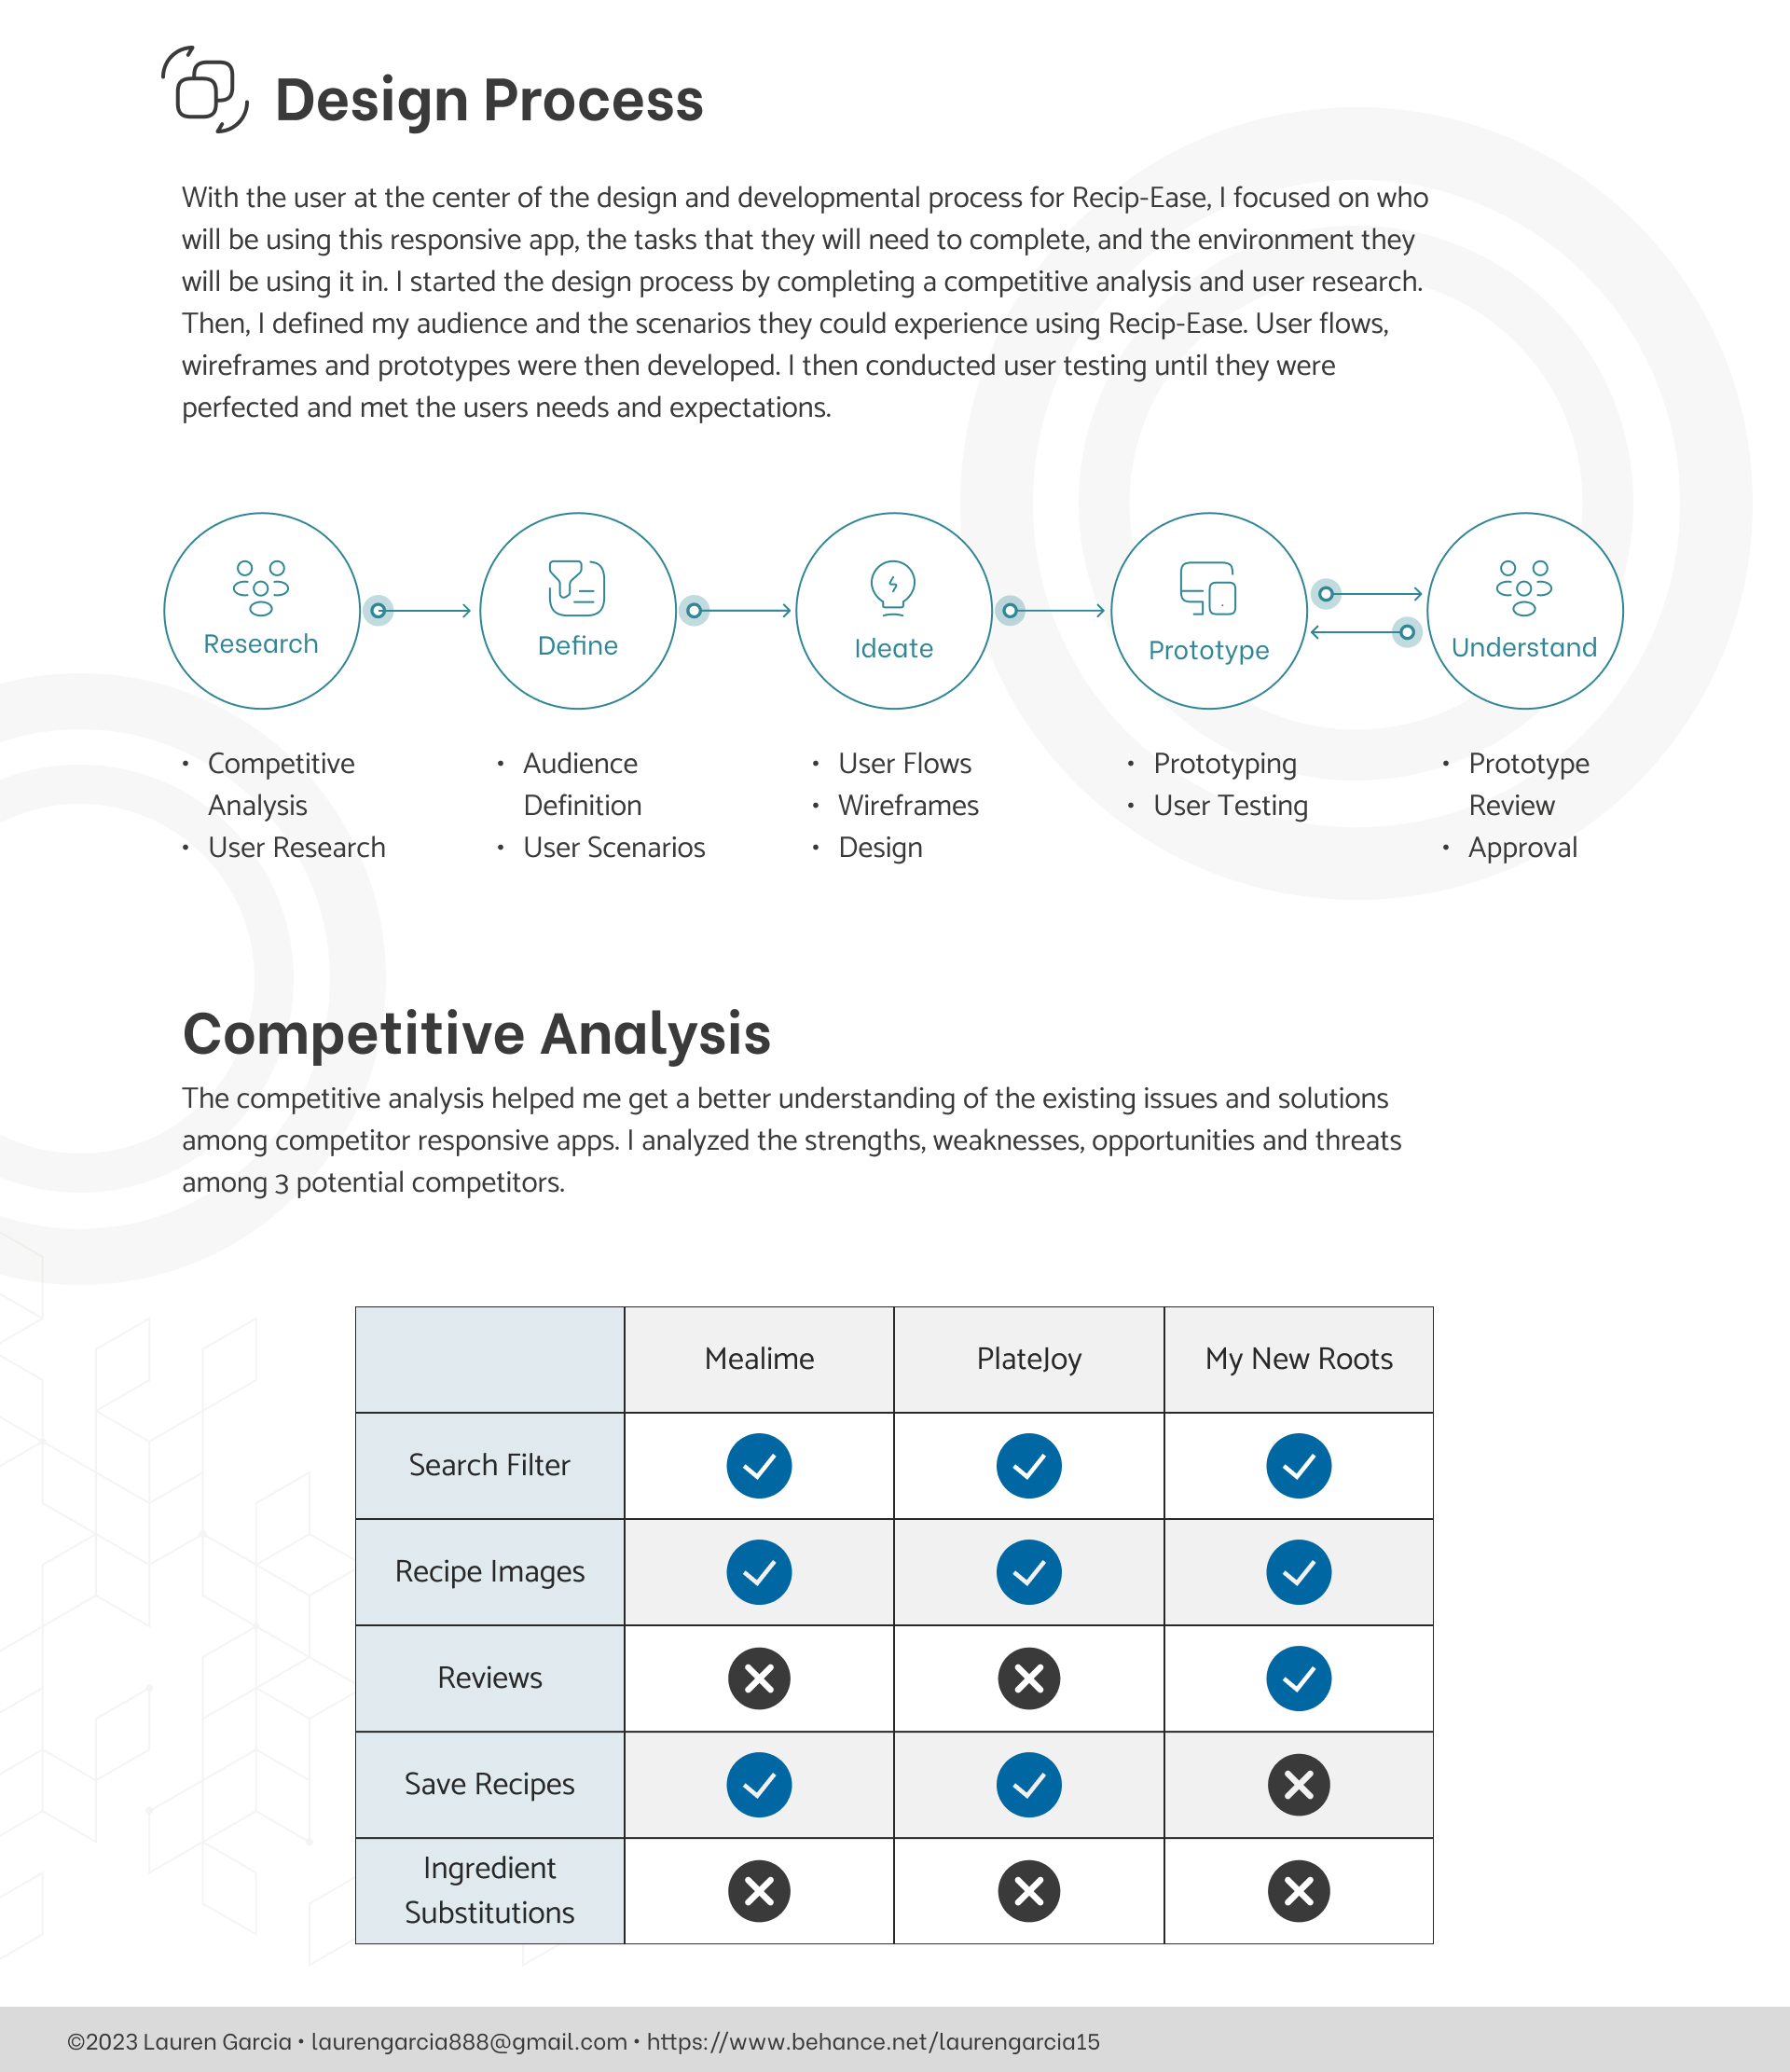 Design Process
With the user at the center of the design and developmental process for Recip-Ease, I focused on who
will be using this responsive app, the tasks that they will need to complete, and the environment they
will be using it in. I started the design process by completing a competitive analysis and user research.
Then, I defined my audience and the scenarios they could experience using Recip-Ease. User flows,
wireframes and prototypes were then developed. I then conducted user testing until they were
perfected and met the users needs and expectations.
Research
Define
Ideate
Prototype
Understand
• Competitive
Analysis
• User Research
• Audience
Definition
• User Scenarios
• User Flows
• Wireframes
• Design
• Prototyping
• User Testing
• Prototype
Review
• Approval
Competitive Analysis
The competitive analysis helped me get a better understanding of the existing issues and solutions
among competitor responsive apps. I analyzed the strengths, weaknesses, opportunities and threats
among 3 potential competitors.
Mealime PlateJoy My New Roots
Search Filter
Recipe Images
Reviews
Save Recipes
Ingredient
Substitutions
©2023 Lauren Garcia • laurengarcia888@gmail.com • https://www.behance.net/laurengarcia15